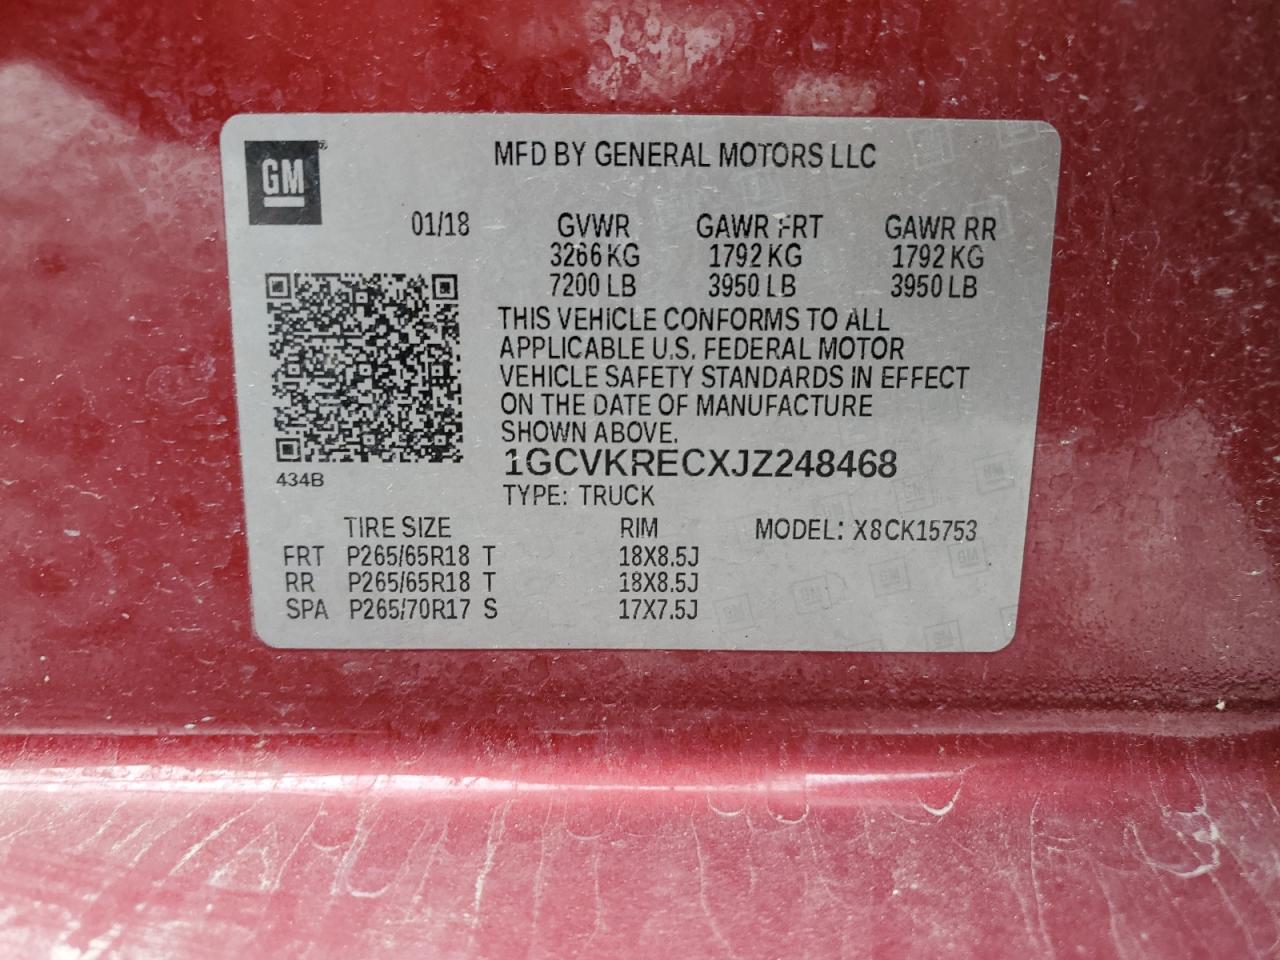 GM
MFD BY GENERAL MOTORS LLC
01/18 GVWR GAWR FRT GAWR RR
3266 KG 1792 KG 1792 KG
7200 LB 3950 LB 3950 LB
THIS VEHICLE CONFORMS TO ALL
APPLICABLE U.S. FEDERAL MOTOR
VEHICLE SAFETY STANDARDS IN EFFECT
ON THE DATE OF MANUFACTURE
SHOWN ABOVE.
1GCVKRECXJZ248468
434B
TYPE: TRUCK
TIRE SIZE RIM MODEL: X8CK15753
FRT P265/65R18 T 18X8.5J
RR P265/65R18 T 18X8.5J
SPA P265/70R17 S 17X7.5J